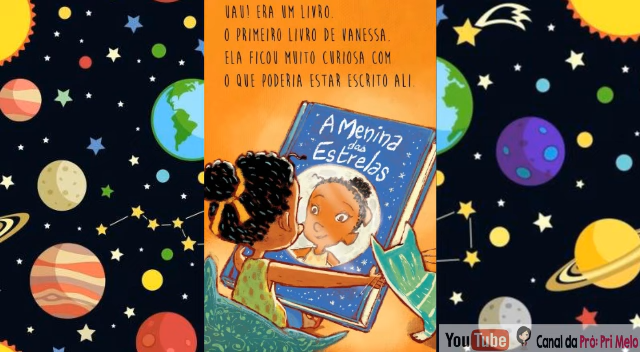 UAU! ERA UM LIVRO.
O PRIMEIRO LIVRO DE VANESSA.
ELA FICOU MUITO CURIOSA COM
O QUE PODERIA ESTAR ESCRITO ALI.
A Menina
das
Estrelas
YouTube
Canal da Prô: Pri Melo